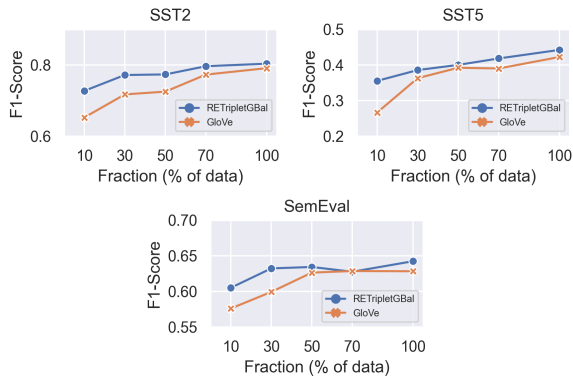 SST2
F1-Score
0.8
0.6
RETripletGBal
GloVe
10 30 50 70 100
Fraction (% of data)
SST5
F1-Score
0.5
0.4
0.3
0.2
RETripletGBal
GloVe
10 30 50 70 100
Fraction (% of data)
SemEval
F1-Score
0.70
0.65
0.60
0.55
RETripletGBal
GloVe
10 30 50 70 100
Fraction (% of data)